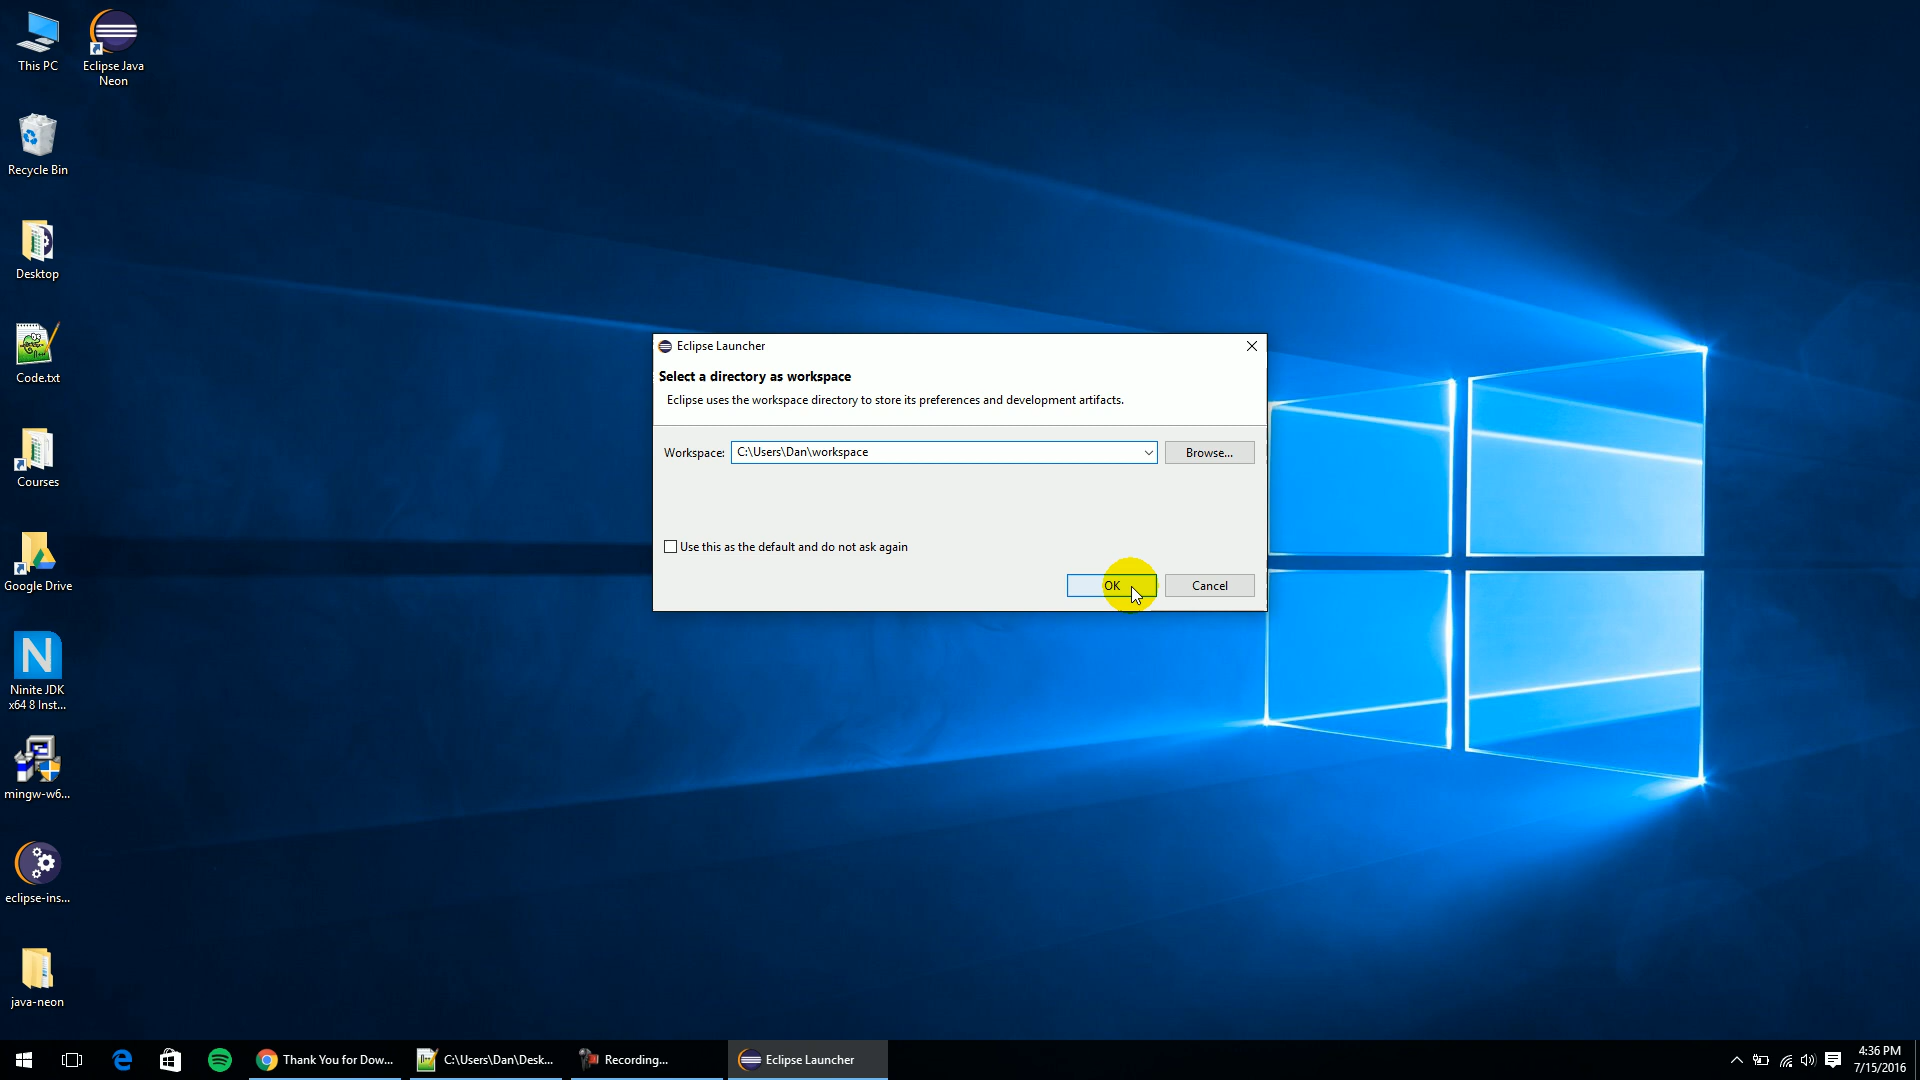 This PC
Eclipse Java
Neon
Recycle Bin
Desktop
Code.txt
Courses
Google Drive
N
Ninite JDK
x64 8 Inst...
mingw-w6...
eclipse-ins...
java-neon
Eclipse Launcher
Select a directory as workspace
Eclipse uses the workspace directory to store its preferences and development artifacts.
Workspace: C:\Users\Dan\workspace Browse...
Use this as the default and do not ask again
OK Cancel
Thank You for Dow... C:\Users\Dan\Desk... Recording... Eclipse Launcher
4:36 PM
7/15/2016